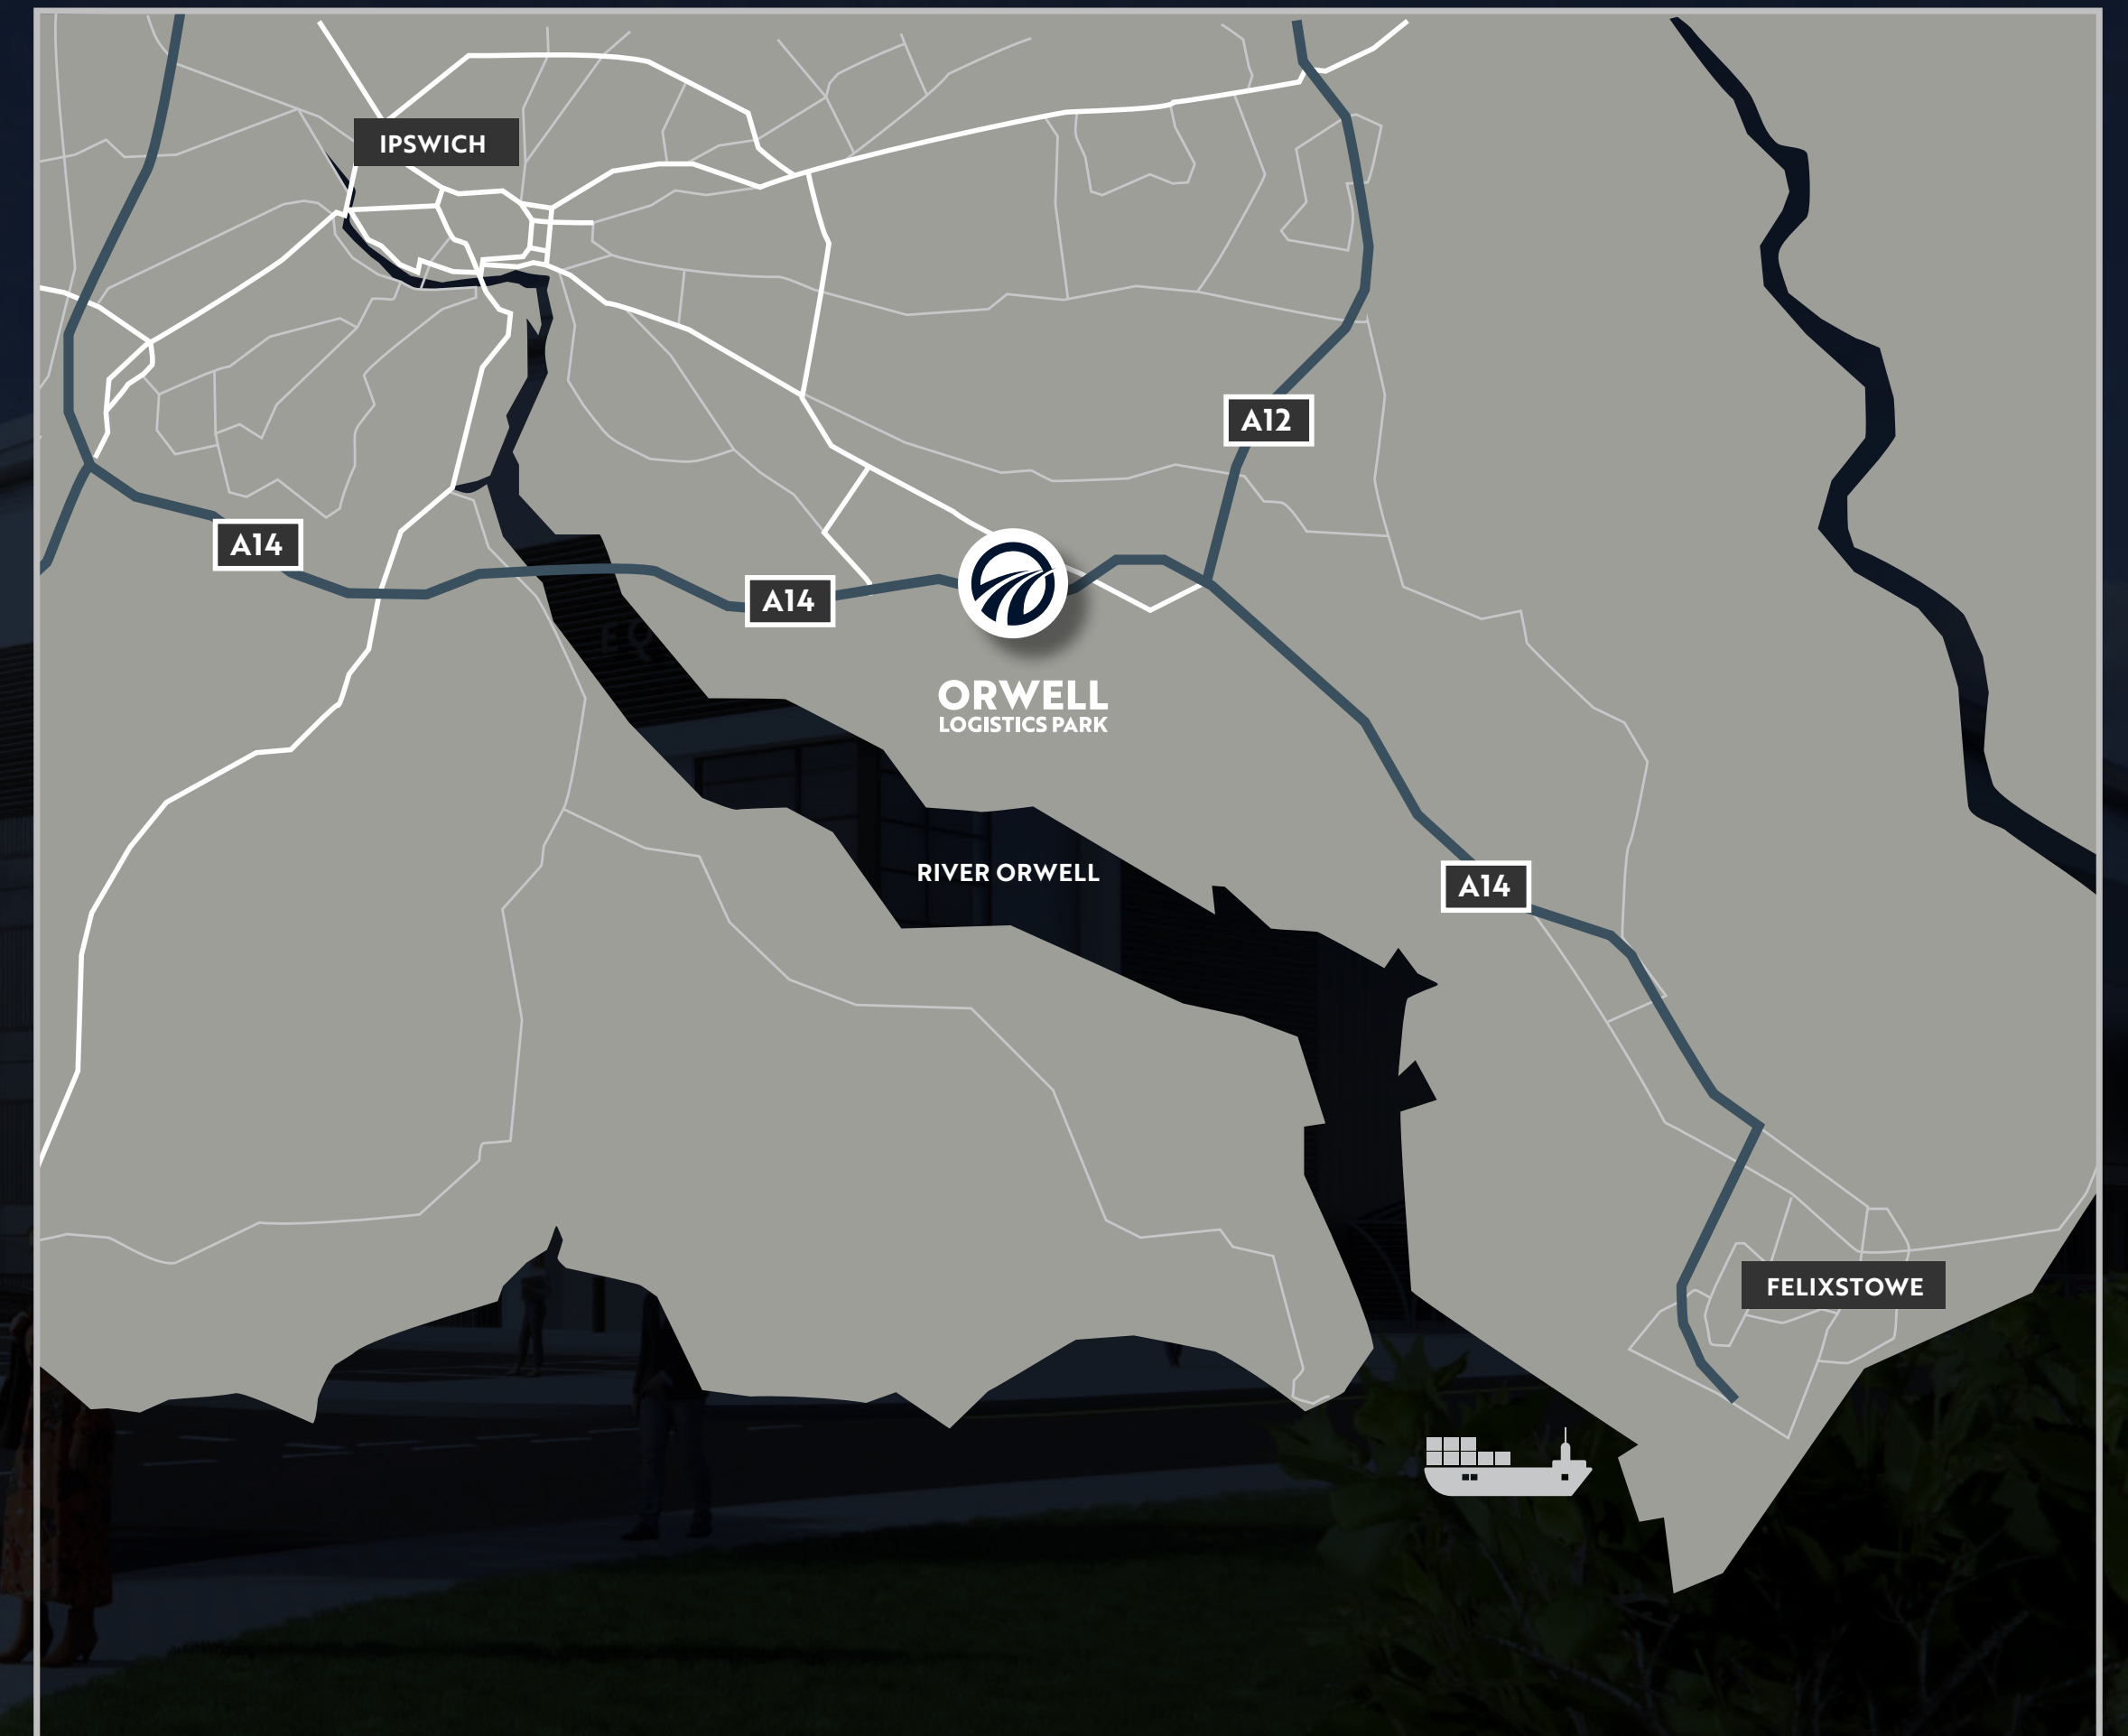 IPSWICH
A12
A14
A14
ORWELL
LOGISTICS PARK
RIVER ORWELL
A14
FELIXSTOWE